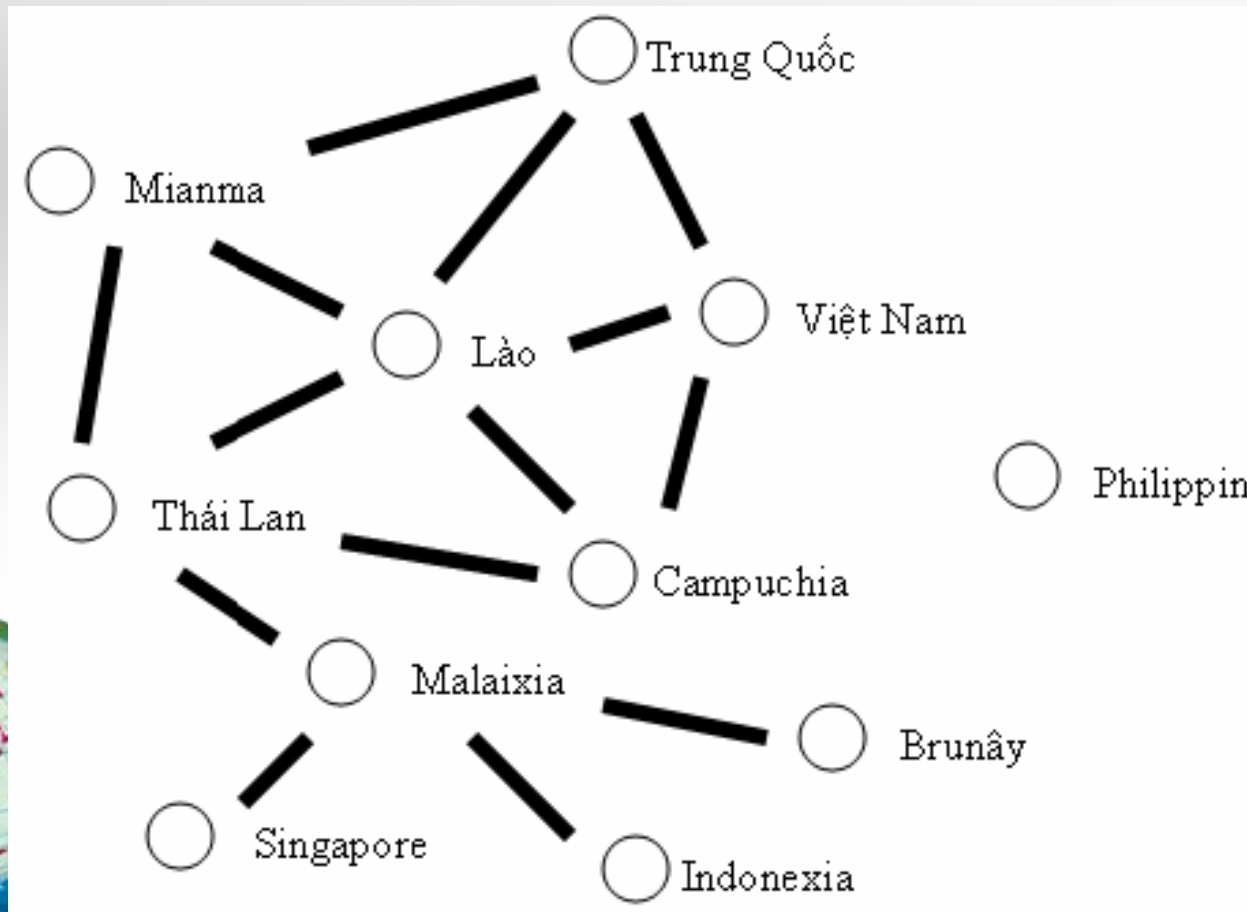 Trung Quốc
Mianma
Việt Nam
Lào
Philippin
Thái Lan
Campuchia
Malaixia
Brunây
Singapore
Indonexia